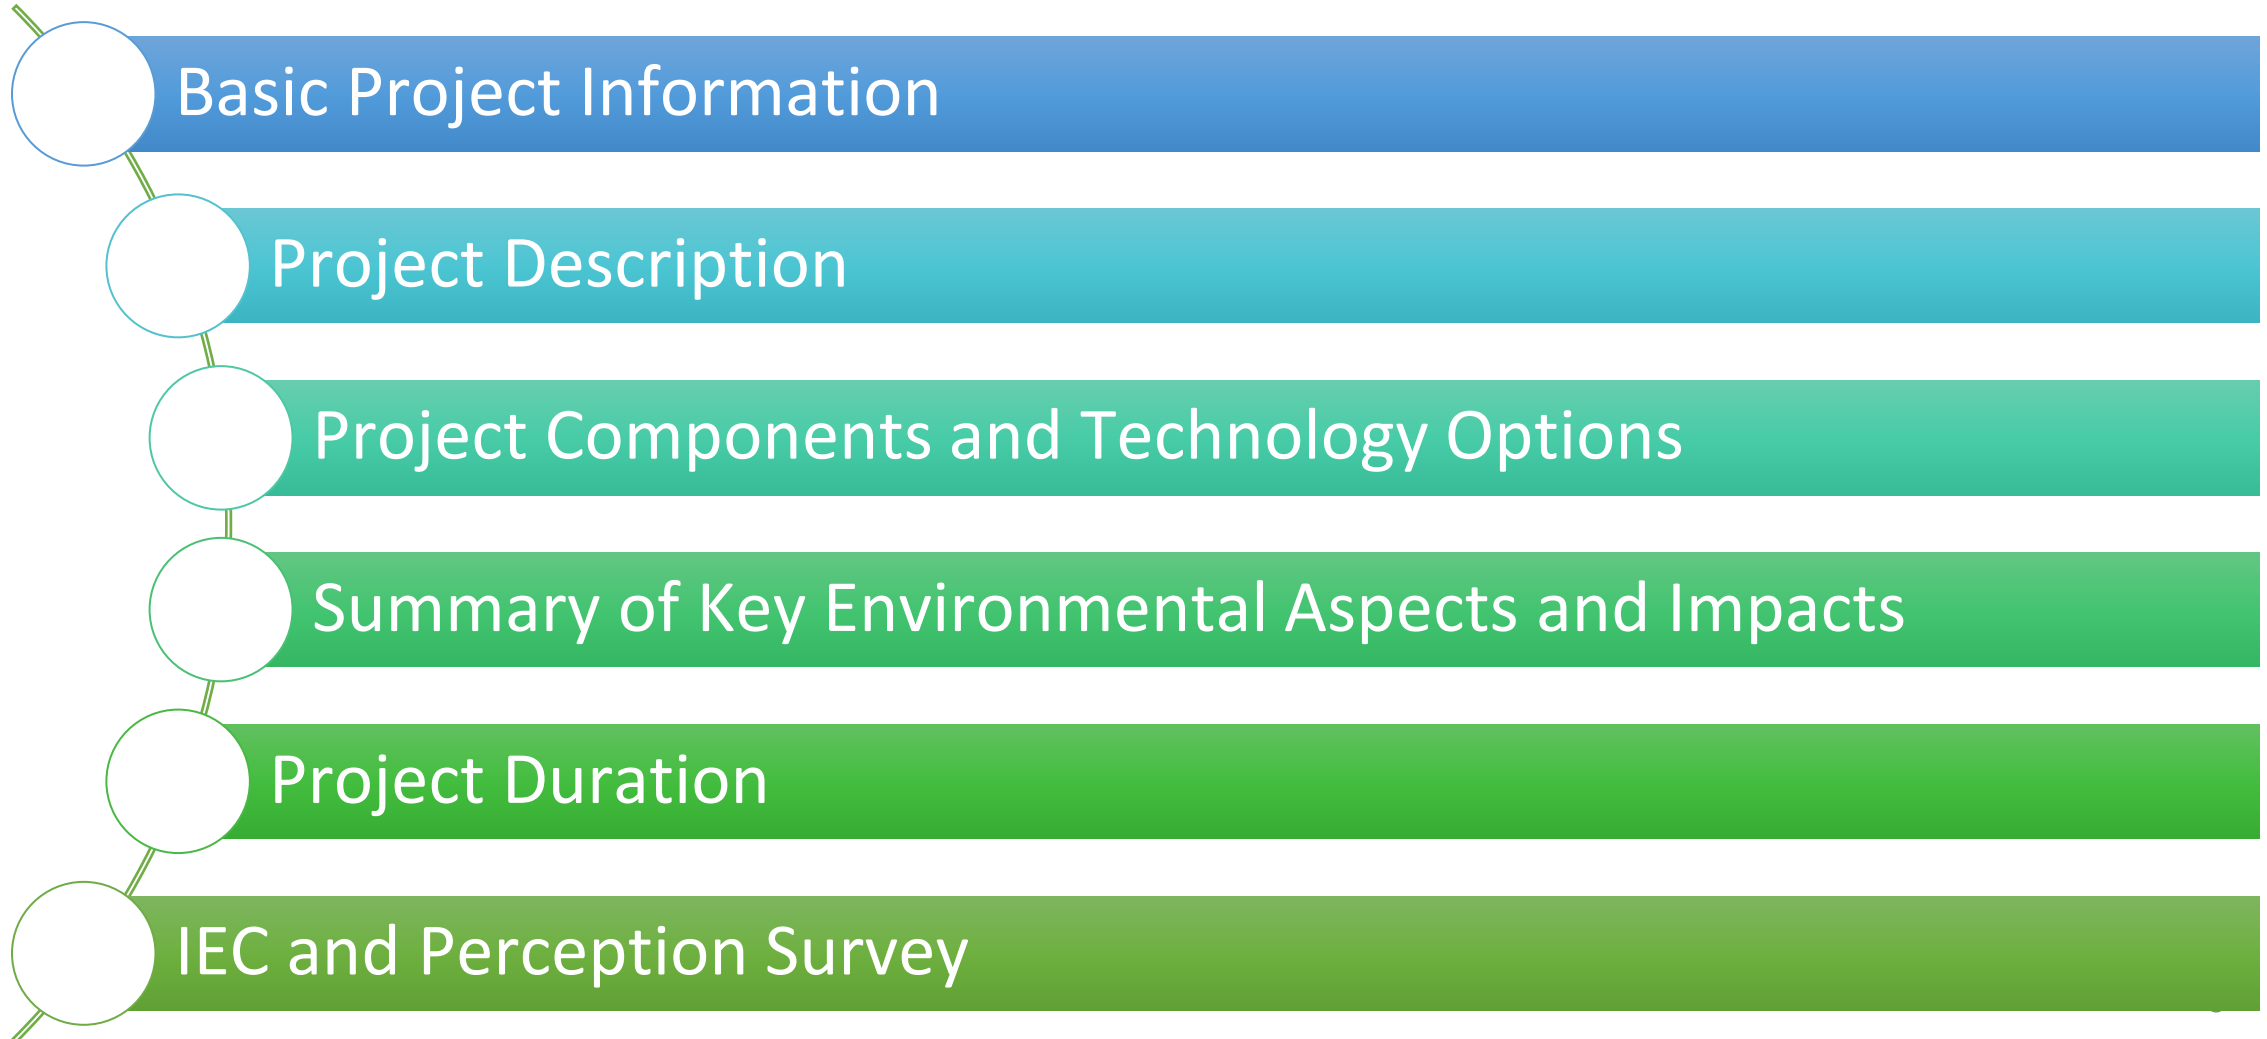 Basic Project Information
Project Description
Project Components and Technology Options
Summary of Key Environmental Aspects and Impacts
Project Duration
IEC and Perception Survey